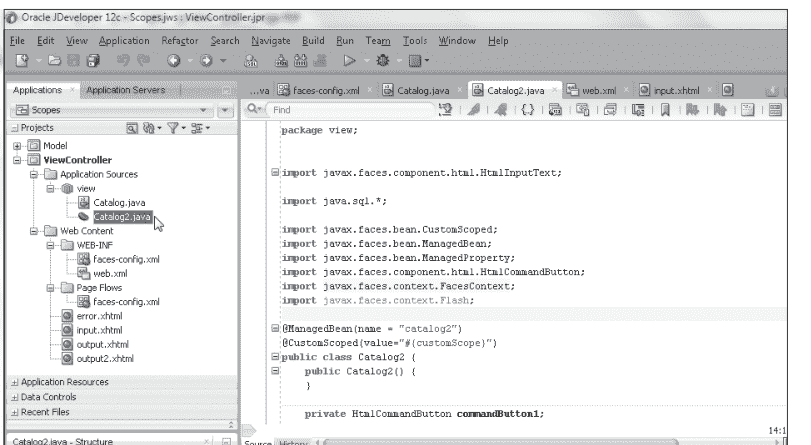 Oracle JDeveloper 12c - Scopes.jws : ViewController.jpr
File Edit View Application Refactor Search Navigate Build Run Team Tools Window Help
Applications Application Servers
...va faces-config.xml Catalog.java Catalog2.java web.xml input.xhtml
Scopes
Find
Projects
Model
ViewController
Application Sources
view
Catalog.java
Catalog2.java
Web Content
WEB-INF
faces-config.xml
web.xml
Page Flows
faces-config.xml
error.xhtml
input.xhtml
output.xhtml
output2.xhtml
Application Resources
Data Controls
Recent Files
Catalog2.java - Structure
package view;
import javax.faces.component.html.HtmlInputText;
import java.sql.*;
import javax.faces.bean.CustomScoped;
import javax.faces.bean.ManagedBean;
import javax.faces.bean.ManagedProperty;
import javax.faces.component.html.HtmlCommandButton;
import javax.faces.context.FacesContext;
import javax.faces.context.Flash;
@ManagedBean(name = "catalog2")
@CustomScoped(value="#{customScope}")
public class Catalog2 {
public Catalog2() {
}
private HtmlCommandButton commandButton1;
14:1
Source History